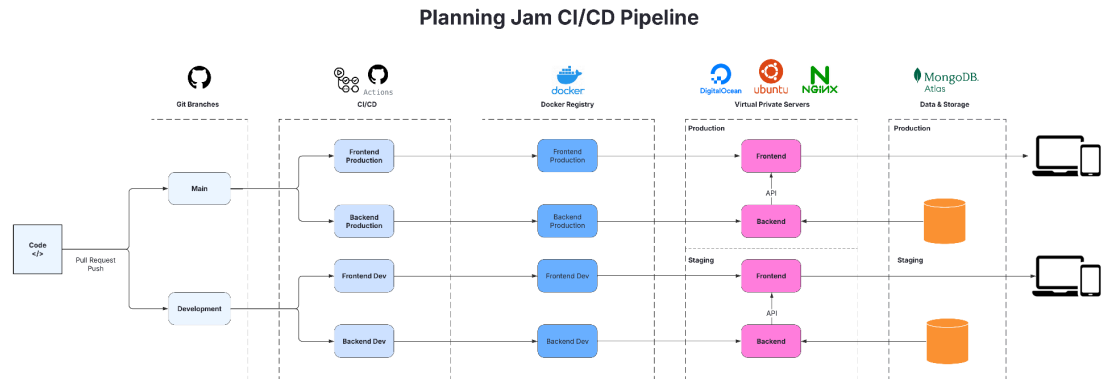 Planning Jam CI/CD Pipeline
Actions
docker
DigitalOcean
ubuntu
NGiNX
MongoDB.
Atlas
Git Branches
CI/CD
Docker Registry
Virtual Private Servers
Data & Storage
Production
Production
Frontend
Production
Frontend
Production
Frontend
Main
API
Backend
Production
Backend
Production
Backend
Code
</>
Pull Request
Push
Staging
Staging
Frontend Dev
Frontend Dev
Frontend
Development
API
Backend Dev
Backend Dev
Backend